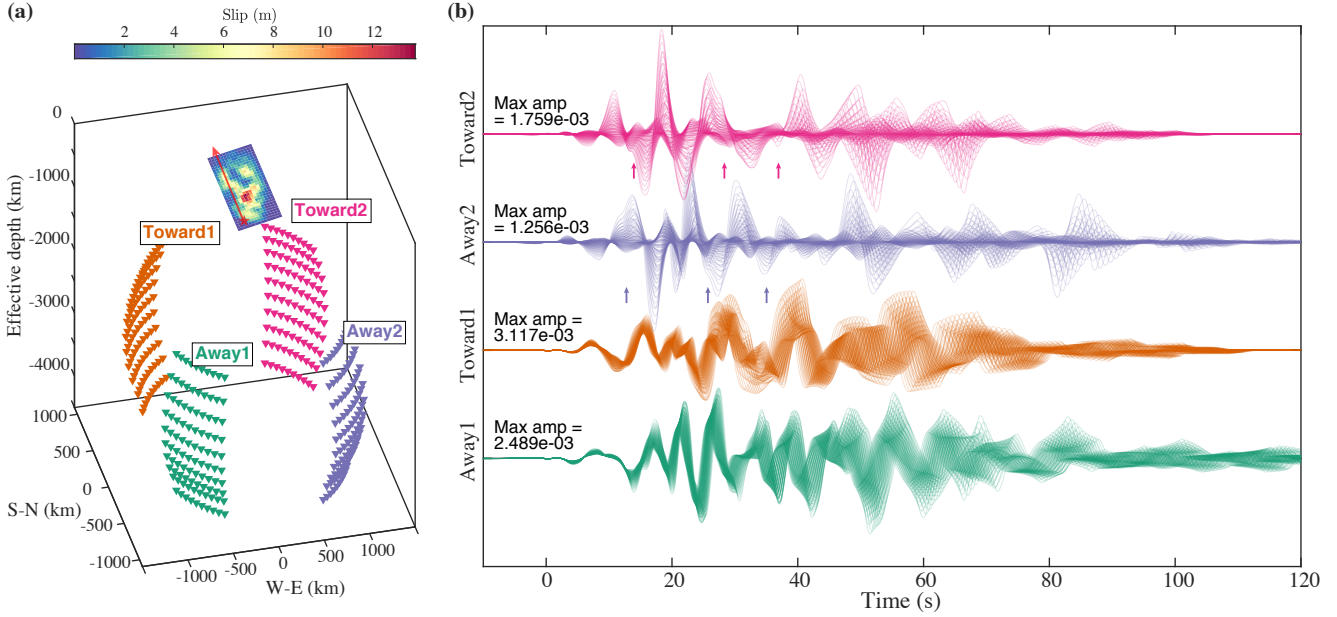 (a)
Slip (m)
2 4 6 8 10 12
0
-1000
-2000
-3000
-4000
Effective depth (km)
Toward1
Toward2
Away1
Away2
1000
500
0
-500
-1000
S-N (km)
-1000
-500
0
500
1000
W-E (km)
(b)
Toward2
Max amp
= 1.759e-03
Away2
Max amp
= 1.256e-03
Toward1
Max amp =
3.117e-03
Away1
Max amp =
2.489e-03
0 20 40 60 80 100 120
Time (s)